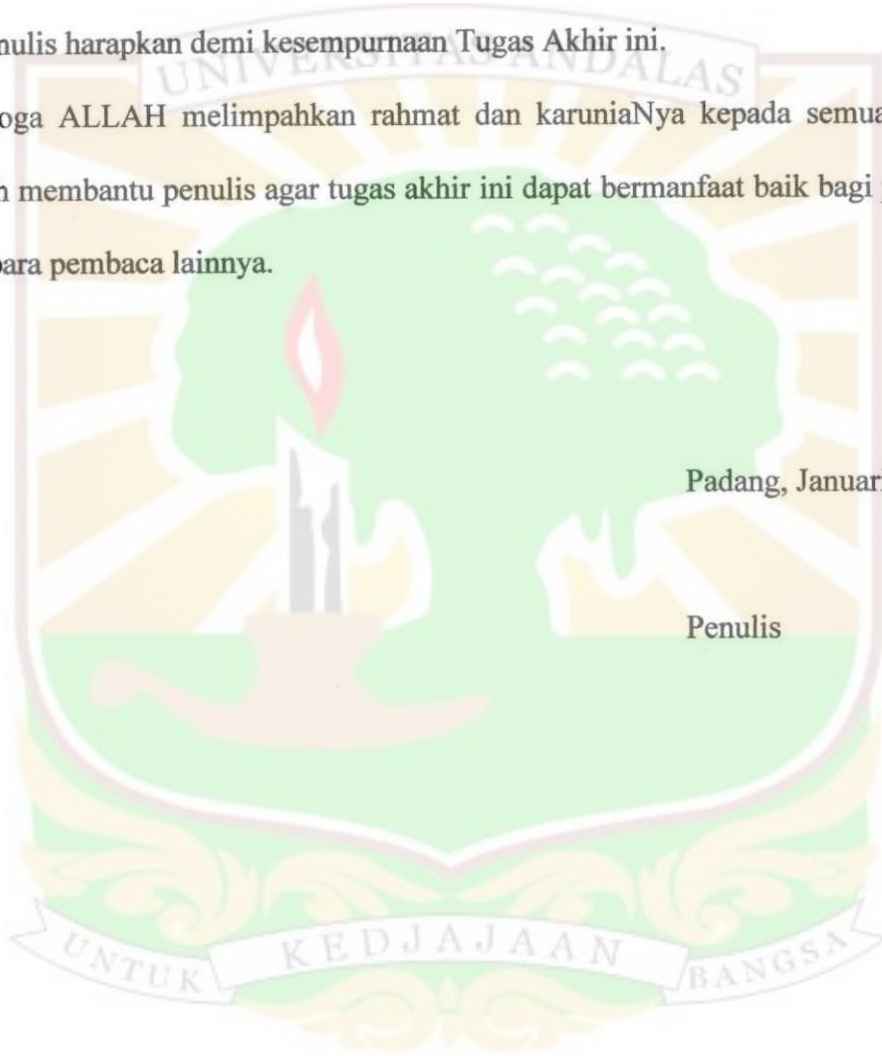 nulis harapkan demi kesempurnaan Tugas Akhir ini.
UNIVERSITAS ANDALAS
oga ALLAH melimpahkan rahmat dan karuniaNya kepada semua
membantu penulis agar tugas akhir ini dapat bermanfaat baik bagi
para pembaca lainnya.
Padang, Januar
Penulis
UNTUK KEDJAJAAN BANGSA